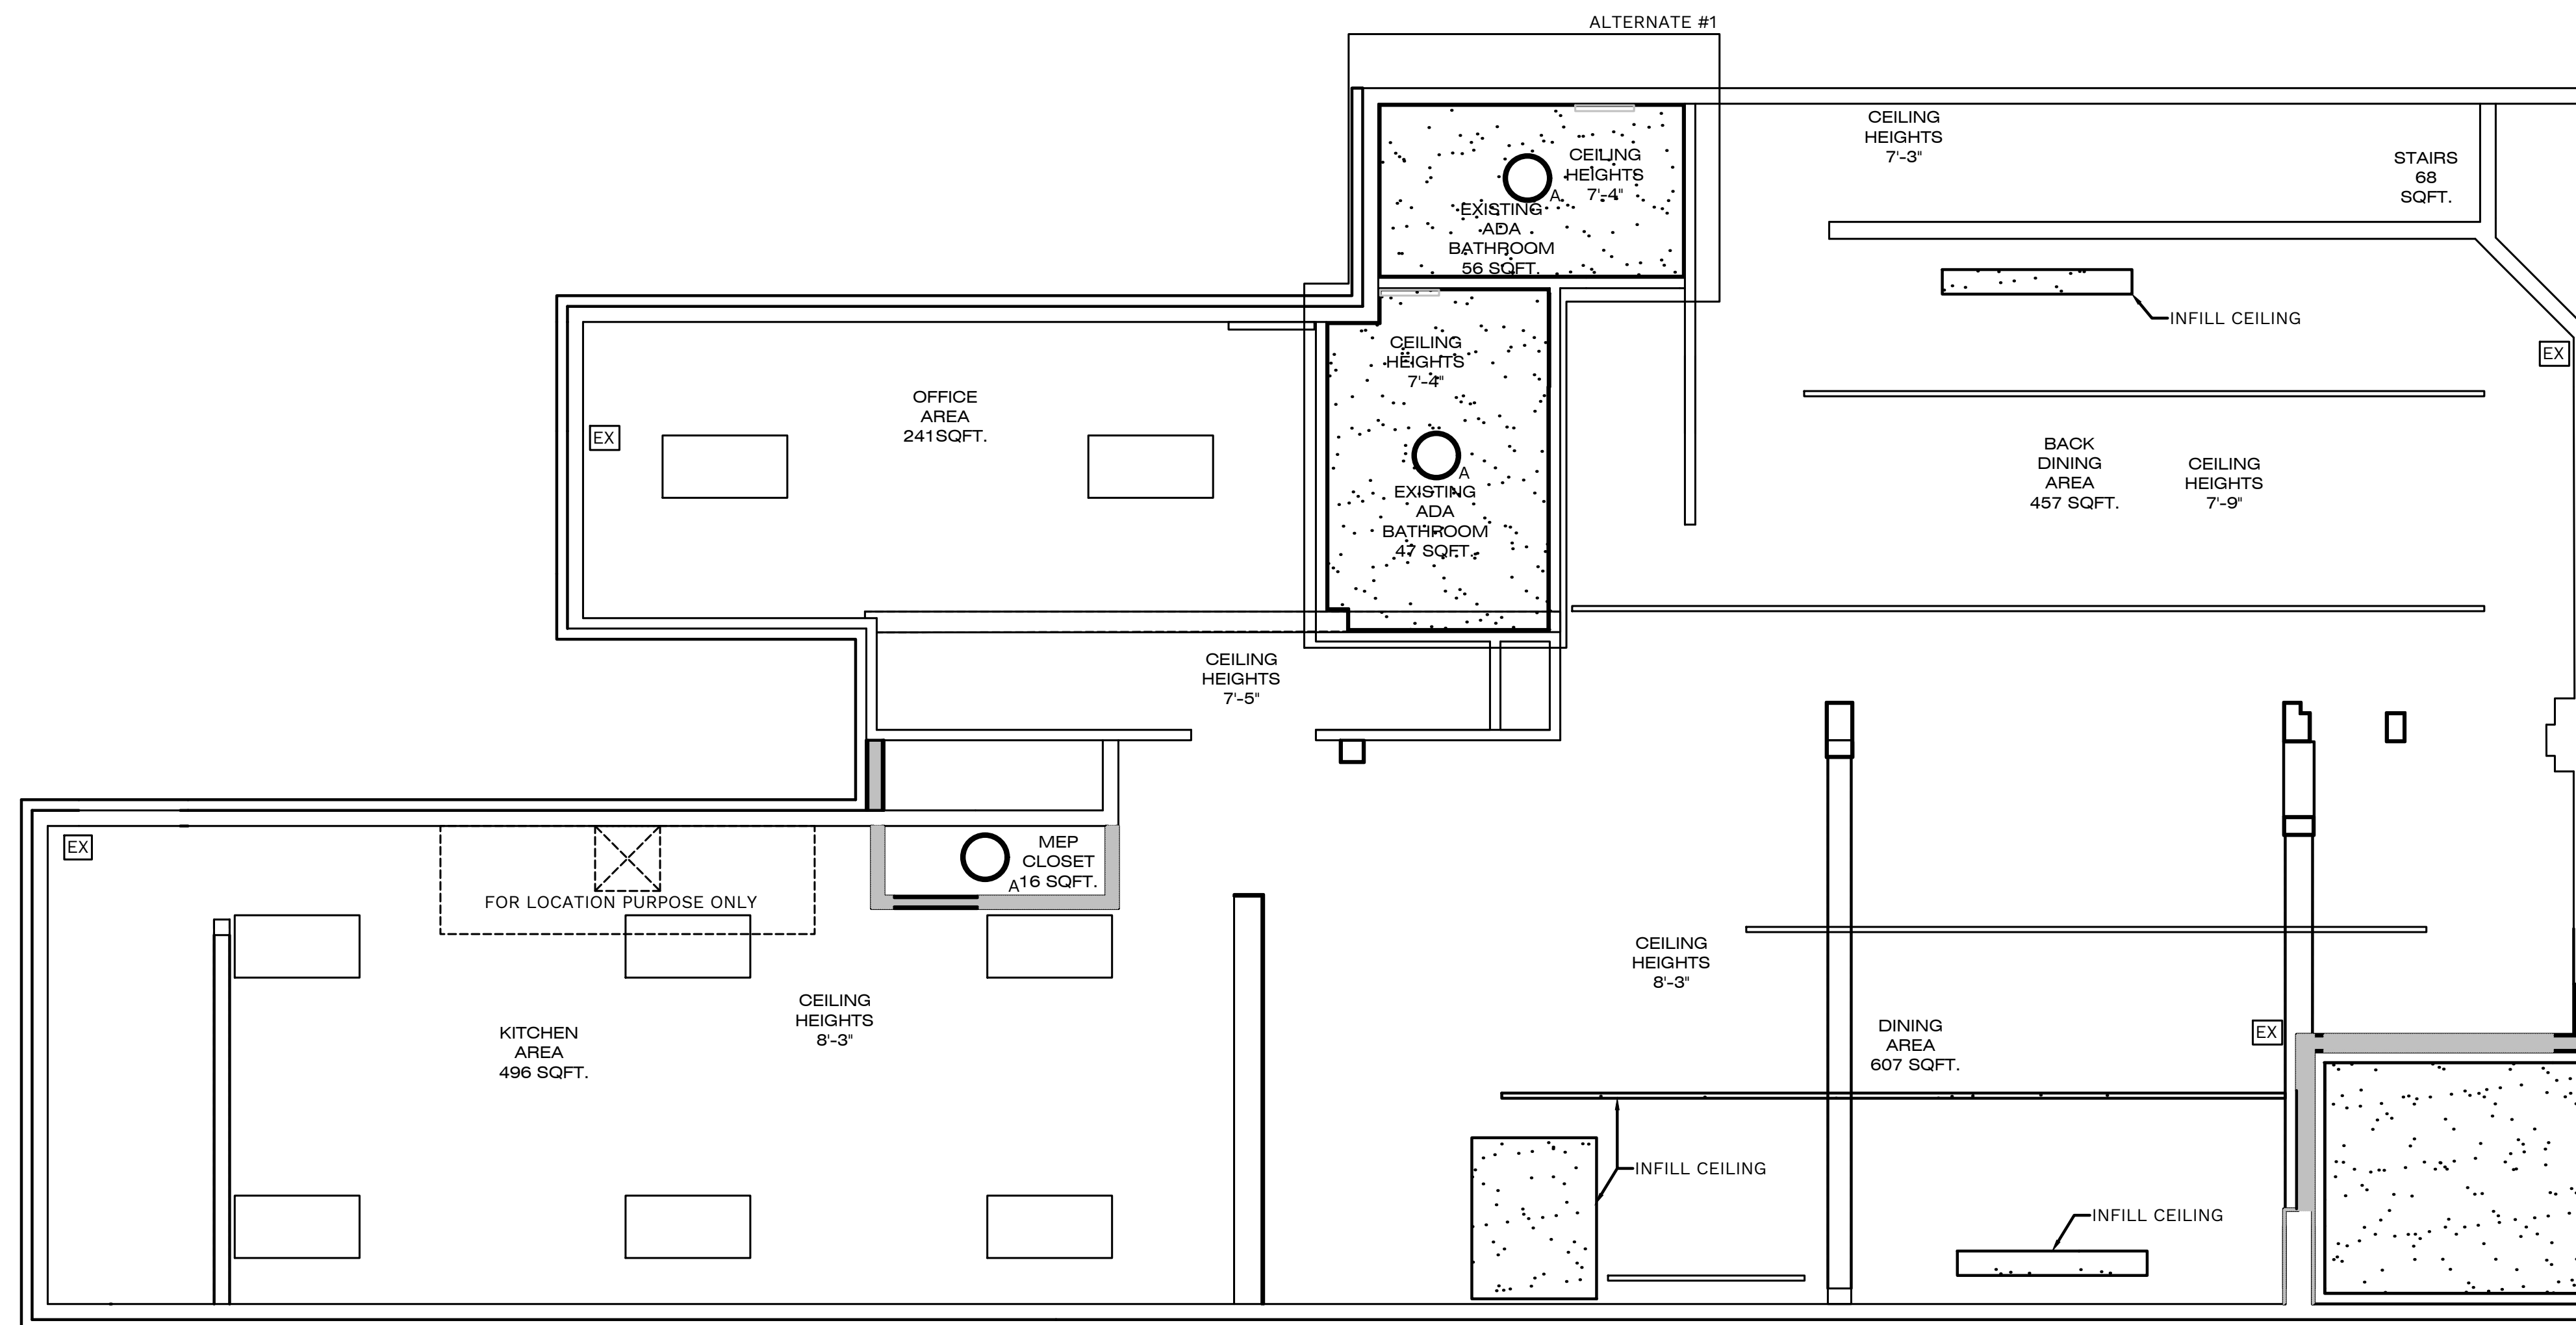 ALTERNATE #1
CEILING
HEIGHTS
7'-3"
STAIRS
68
SQFT.
CEILING
HEIGHTS
7'-4"
A
EXISTING
ADA
BATHROOM
56 SQFT.
INFILL CEILING
EX
CEILING
HEIGHTS
7'-4"
OFFICE
AREA
241SQFT.
EX
A
EXISTING
ADA
BATHROOM
47 SQFT.
BACK
DINING
AREA
457 SQFT.
CEILING
HEIGHTS
7'-9"
CEILING
HEIGHTS
7'-5"
EX
MEP
CLOSET
16 SQFT.
A
FOR LOCATION PURPOSE ONLY
CEILING
HEIGHTS
8'-3"
KITCHEN
AREA
496 SQFT.
CEILING
HEIGHTS
8'-3"
DINING
AREA
607 SQFT.
EX
INFILL CEILING
INFILL CEILING